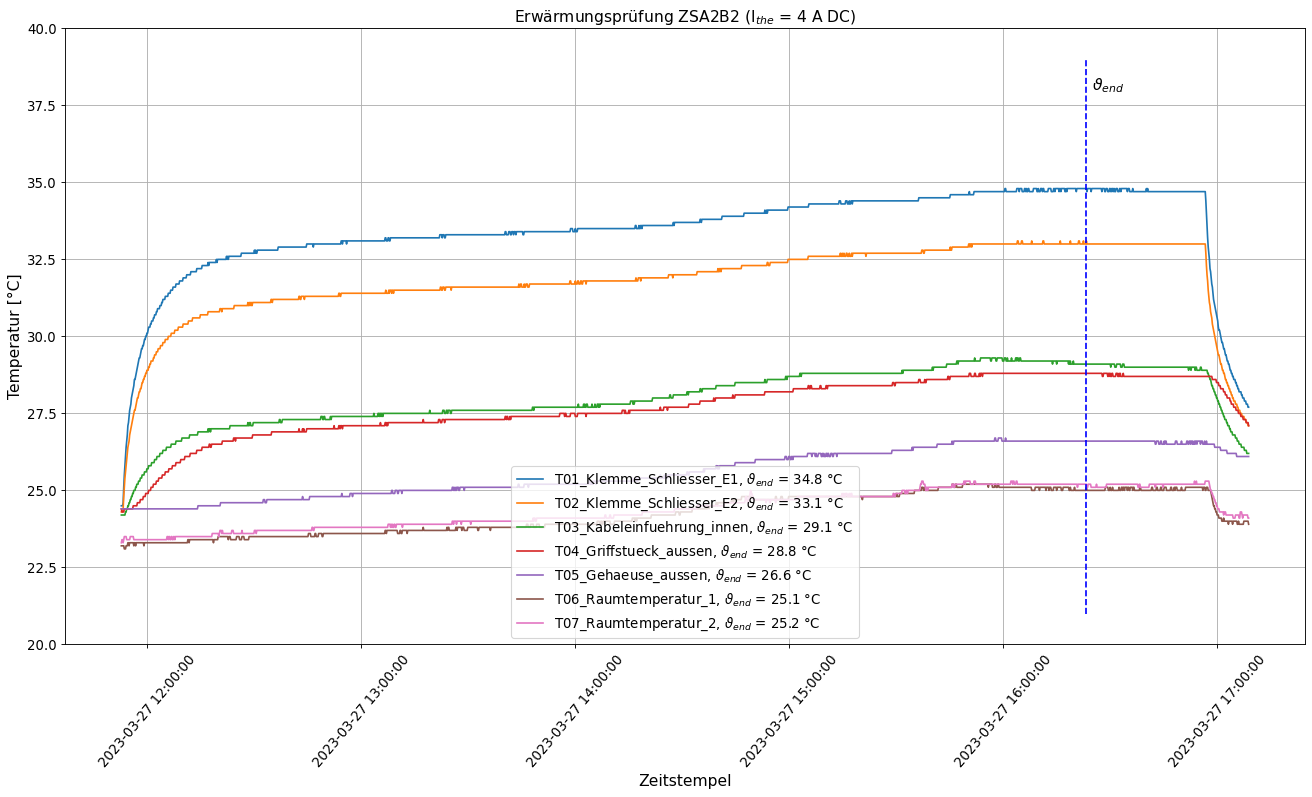 Erwärmungsprüfung ZSA2B2 (I_the = 4 A DC)
40.0
37.5
35.0
32.5
30.0
27.5
25.0
22.5
20.0
Temperatur [°C]
ϑ_end
T01_Klemme_Schliesser_E1, ϑ_end = 34.8 °C
T02_Klemme_Schliesser_E2, ϑ_end = 33.1 °C
T03_Kabeleinfuehrung_innen, ϑ_end = 29.1 °C
T04_Griffstueck_aussen, ϑ_end = 28.8 °C
T05_Gehaeuse_aussen, ϑ_end = 26.6 °C
T06_Raumtemperatur_1, ϑ_end = 25.1 °C
T07_Raumtemperatur_2, ϑ_end = 25.2 °C
2023-03-27 12:00:00
2023-03-27 13:00:00
2023-03-27 14:00:00
2023-03-27 15:00:00
2023-03-27 16:00:00
2023-03-27 17:00:00
Zeitstempel